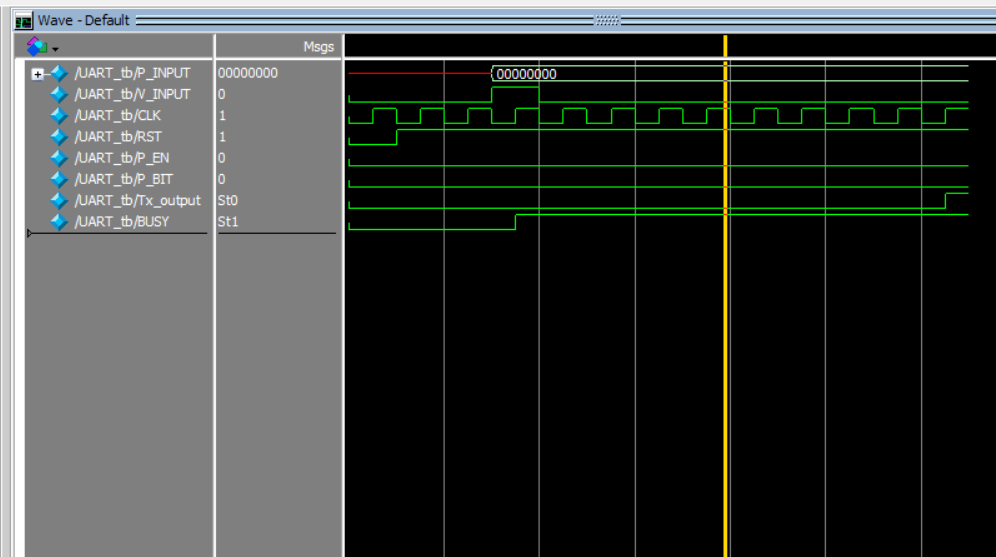 Wave - Default
Msgs
/UART_tb/P_INPUT 00000000 00000000
/UART_tb/V_INPUT 0
/UART_tb/CLK 1
/UART_tb/RST 1
/UART_tb/P_EN 0
/UART_tb/P_BIT 0
/UART_tb/Tx_output St0
/UART_tb/BUSY St1